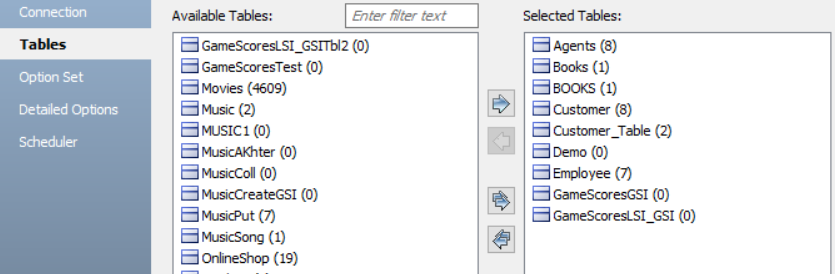 Connection
Tables
Option Set
Detailed Options
Scheduler
Available Tables:
Enter filter text
GameScoresLSI_GSITbl2 (0)
GameScoresTest (0)
Movies (4609)
Music (2)
MUSIC1 (0)
MusicAKhter (0)
MusicColl (0)
MusicCreateGSI (0)
MusicPut (7)
MusicSong (1)
OnlineShop (19)
Selected Tables:
Agents (8)
Books (1)
BOOKS (1)
Customer (8)
Customer_Table (2)
Demo (0)
Employee (7)
GameScoresGSI (0)
GameScoresLSI_GSI (0)